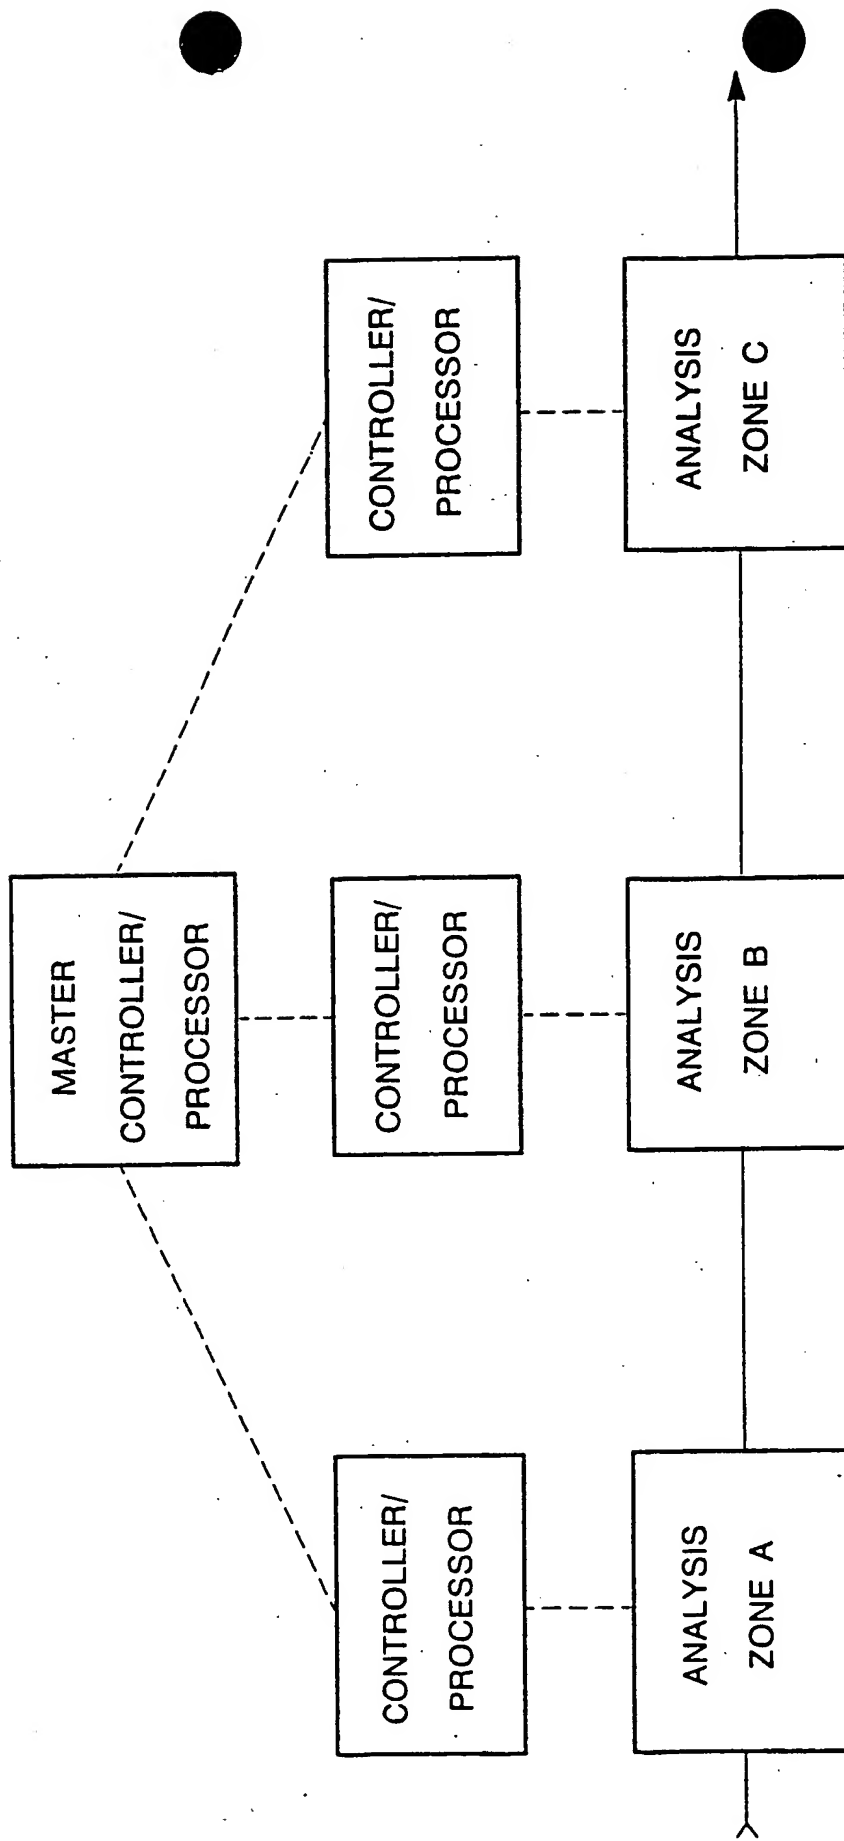 MASTER
CONTROLLER/
PROCESSOR
CONTROLLER/
PROCESSOR
CONTROLLER/
PROCESSOR
CONTROLLER/
PROCESSOR
ANALYSIS
ZONE A
ANALYSIS
ZONE B
ANALYSIS
ZONE C